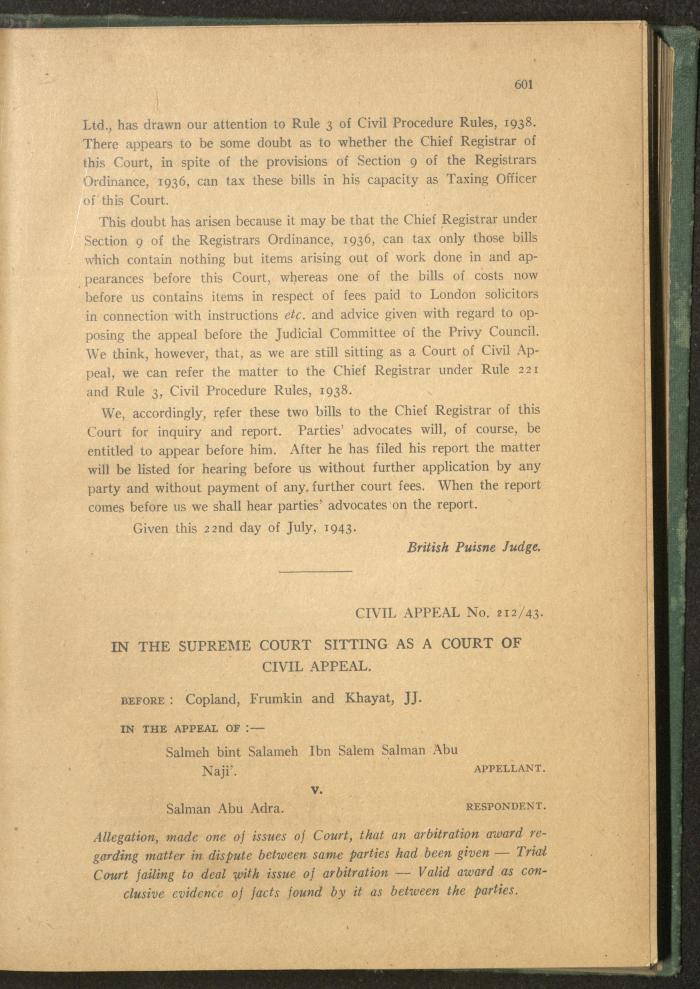 601
Ltd., has drawn our attention to Rule 3 of Civil Procedure Rules, 1938.
There appears to be some doubt as to whether the Chief Registrar of
this Court, in spite of the provisions of Section 9 of the Registrars
Ordinance, 1936, can tax these bills in his capacity as Taxing Officer
of this Court.
This doubt has arisen because it may be that the Chief Registrar under
Section 9 of the Registrars Ordinance, 1936, can tax only those bills
which contain nothing but items arising out of work done in and ap-
pearances before this Court, whereas one of the bills of costs now
before us contains items in respect of fees paid to London solicitors
in connection with instructions etc. and advice given with regard to op-
posing the appeal before the Judicial Committee of the Privy Council.
We think, however, that, as we are still sitting as a Court of Civil Ap-
peal, we can refer the matter to the Chief Registrar under Rule 221
and Rule 3, Civil Procedure Rules, 1938.
We, accordingly, refer these two bills to the Chief Registrar of this
Court for inquiry and report. Parties' advocates will, of course, be
entitled to appear before him. After he has filed his report the matter
will be listed for hearing before us without further application by any
party and without payment of any further court fees. When the report
comes before us we shall hear parties' advocates on the report.
Given this 22nd day of July, 1943.
British Puisne Judge.
CIVIL APPEAL No. 212/43.
IN THE SUPREME COURT SITTING AS A COURT OF
CIVIL APPEAL.
BEFORE : Copland, Frumkin and Khayat, JJ.
IN THE APPEAL OF :—
Salmeh bint Salameh Ibn Salem Salman Abu
Naji'. APPELLANT.
v.
Salman Abu Adra. RESPONDENT.
Allegation, made one of issues of Court, that an arbitration award re-
garding matter in dispute between same parties had been given — Trial
Court failing to deal with issue of arbitration — Valid award as con-
clusive evidence of facts found by it as between the parties.